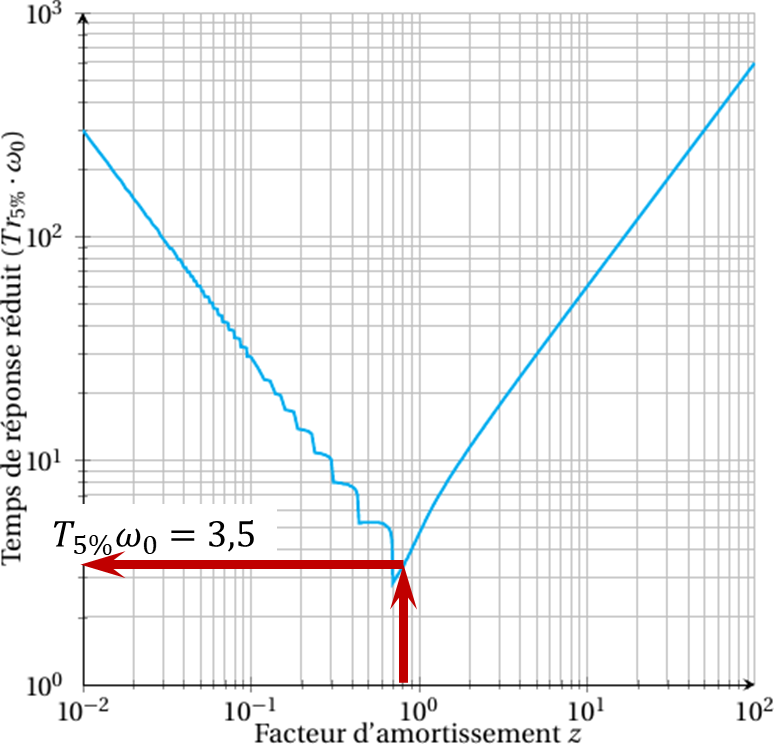 10³
10²
10¹
10⁰
Temps de réponse réduit (Tr₅% · ω₀)
T₅%ω₀ = 3,5
10⁻² 10⁻¹ 10⁰ 10¹ 10²
Facteur d'amortissement z